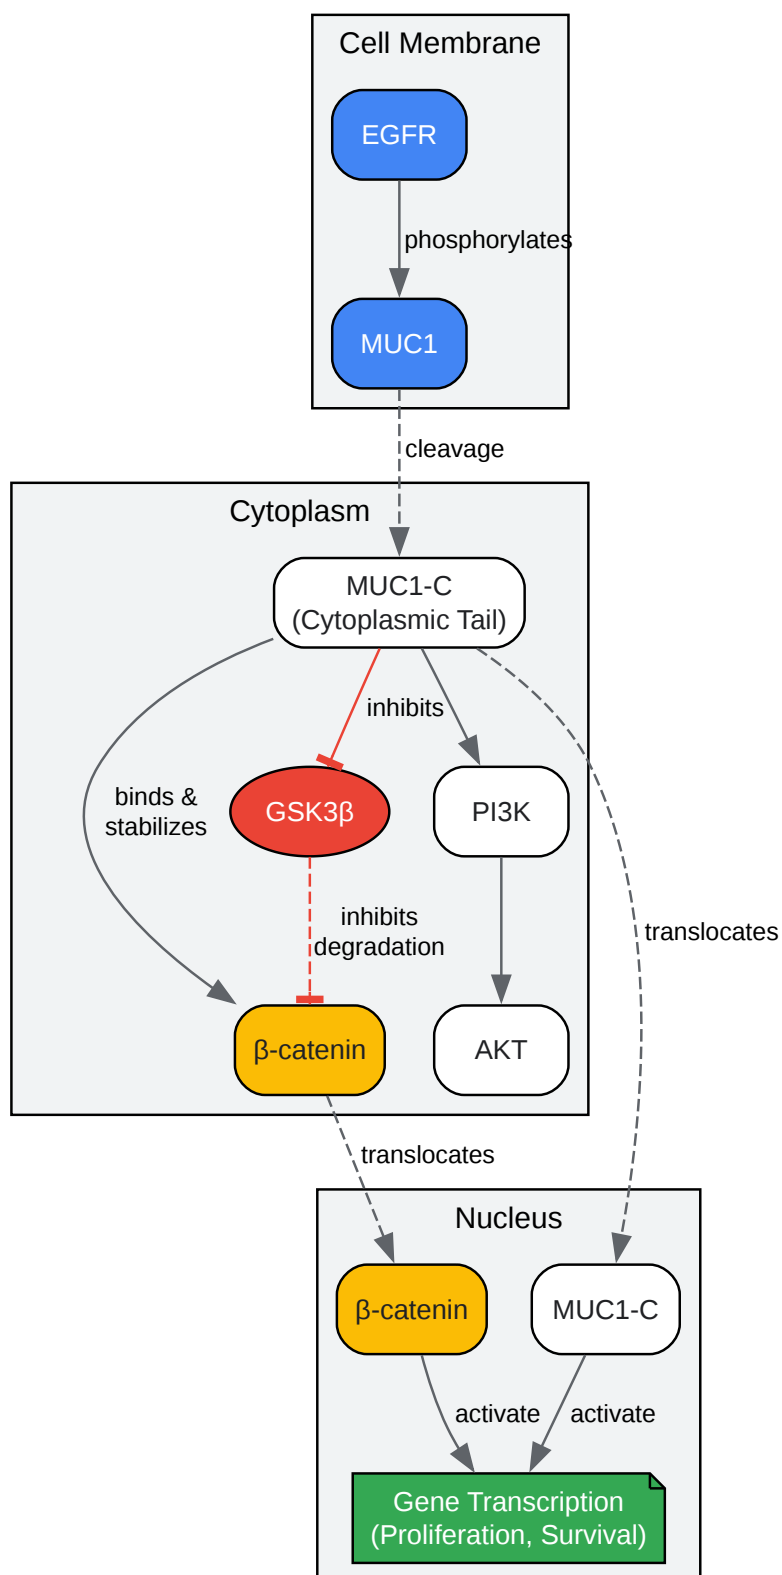 Cell Membrane
EGFR
phosphorylates
MUC1
cleavage
Cytoplasm
MUC1-C
(Cytoplasmic Tail)
inhibits
binds &
stabilizes
GSK3β
PI3K
inhibits
degradation
translocates
β-catenin
AKT
translocates
Nucleus
β-catenin
MUC1-C
activate
activate
Gene Transcription
(Proliferation, Survival)